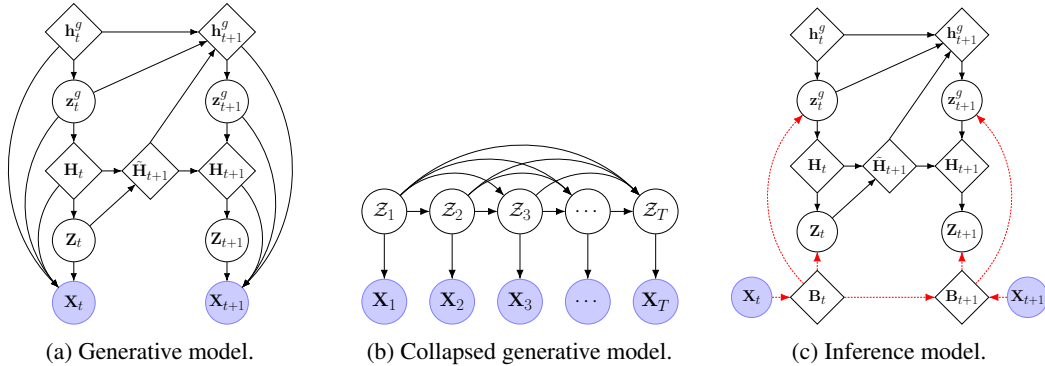 h_t^g h_{t+1}^g
z_t^g z_{t+1}^g
H_t H̃_{t+1} H_{t+1}
Z_t Z_{t+1}
X_t X_{t+1}
(a) Generative model.
𝒵_1 𝒵_2 𝒵_3 ⋯ 𝒵_T
X_1 X_2 X_3 ⋯ X_T
(b) Collapsed generative model.
h_t^g h_{t+1}^g
z_t^g z_{t+1}^g
H_t H̃_{t+1} H_{t+1}
Z_t Z_{t+1}
X_t B_t B_{t+1} X_{t+1}
(c) Inference model.